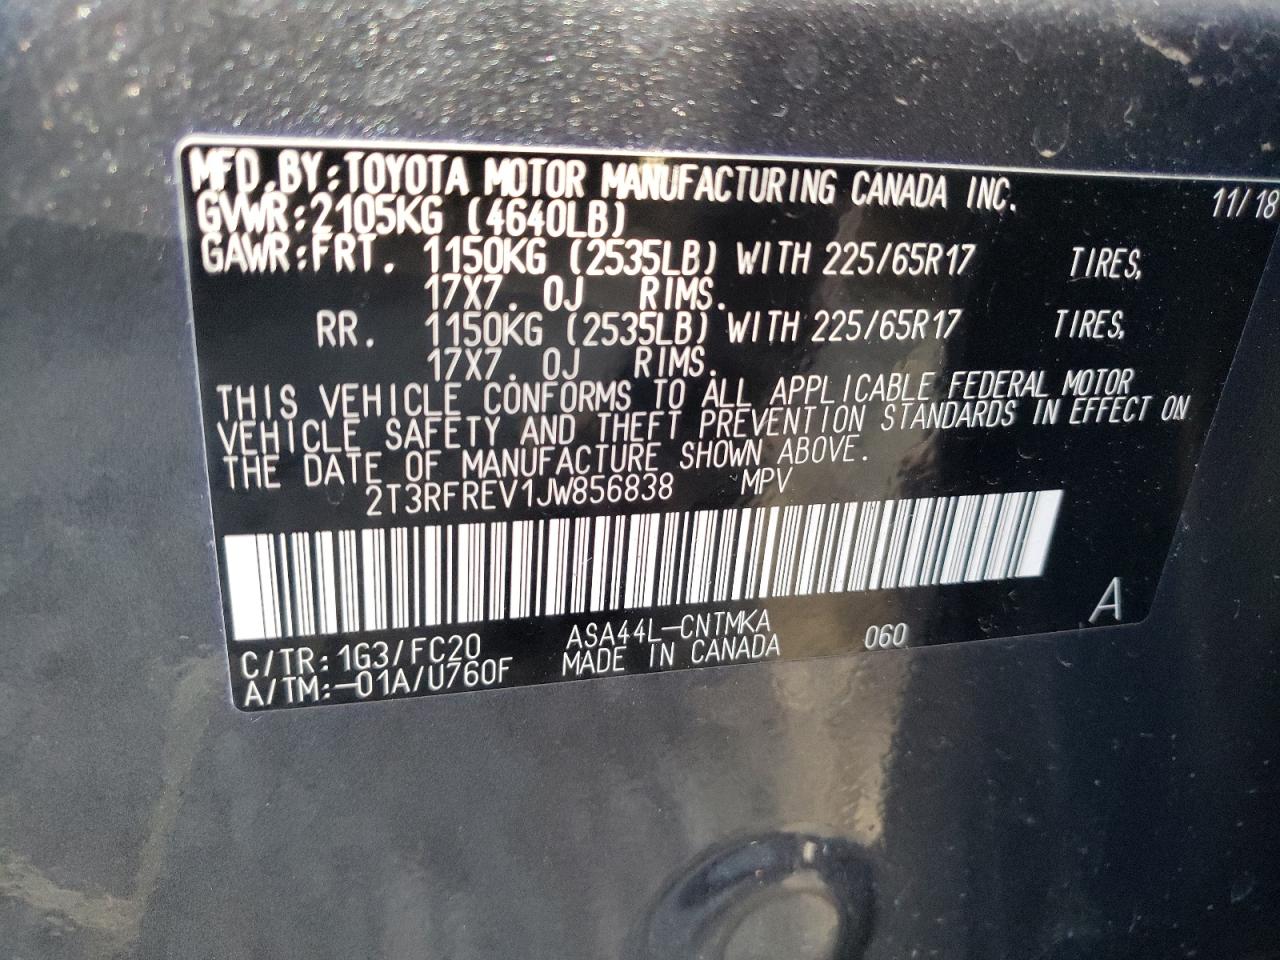 MFD.BY:TOYOTA MOTOR MANUFACTURING CANADA INC. 11/18
GVWR:2105KG (4640LB)
GAWR:FRT. 1150KG (2535LB) WITH 225/65R17 TIRES,
17X7.0J RIMS.
RR. 1150KG (2535LB) WITH 225/65R17 TIRES,
17X7.0J RIMS.
THIS VEHICLE CONFORMS TO ALL APPLICABLE FEDERAL MOTOR
VEHICLE SAFETY AND THEFT PREVENTION STANDARDS IN EFFECT ON
THE DATE OF MANUFACTURE SHOWN ABOVE.
2T3RFREV1JW856838 MPV
A
C/TR:1G3/FC20 ASA44L-CNTMKA 060
A/TM:-01A/U760F MADE IN CANADA